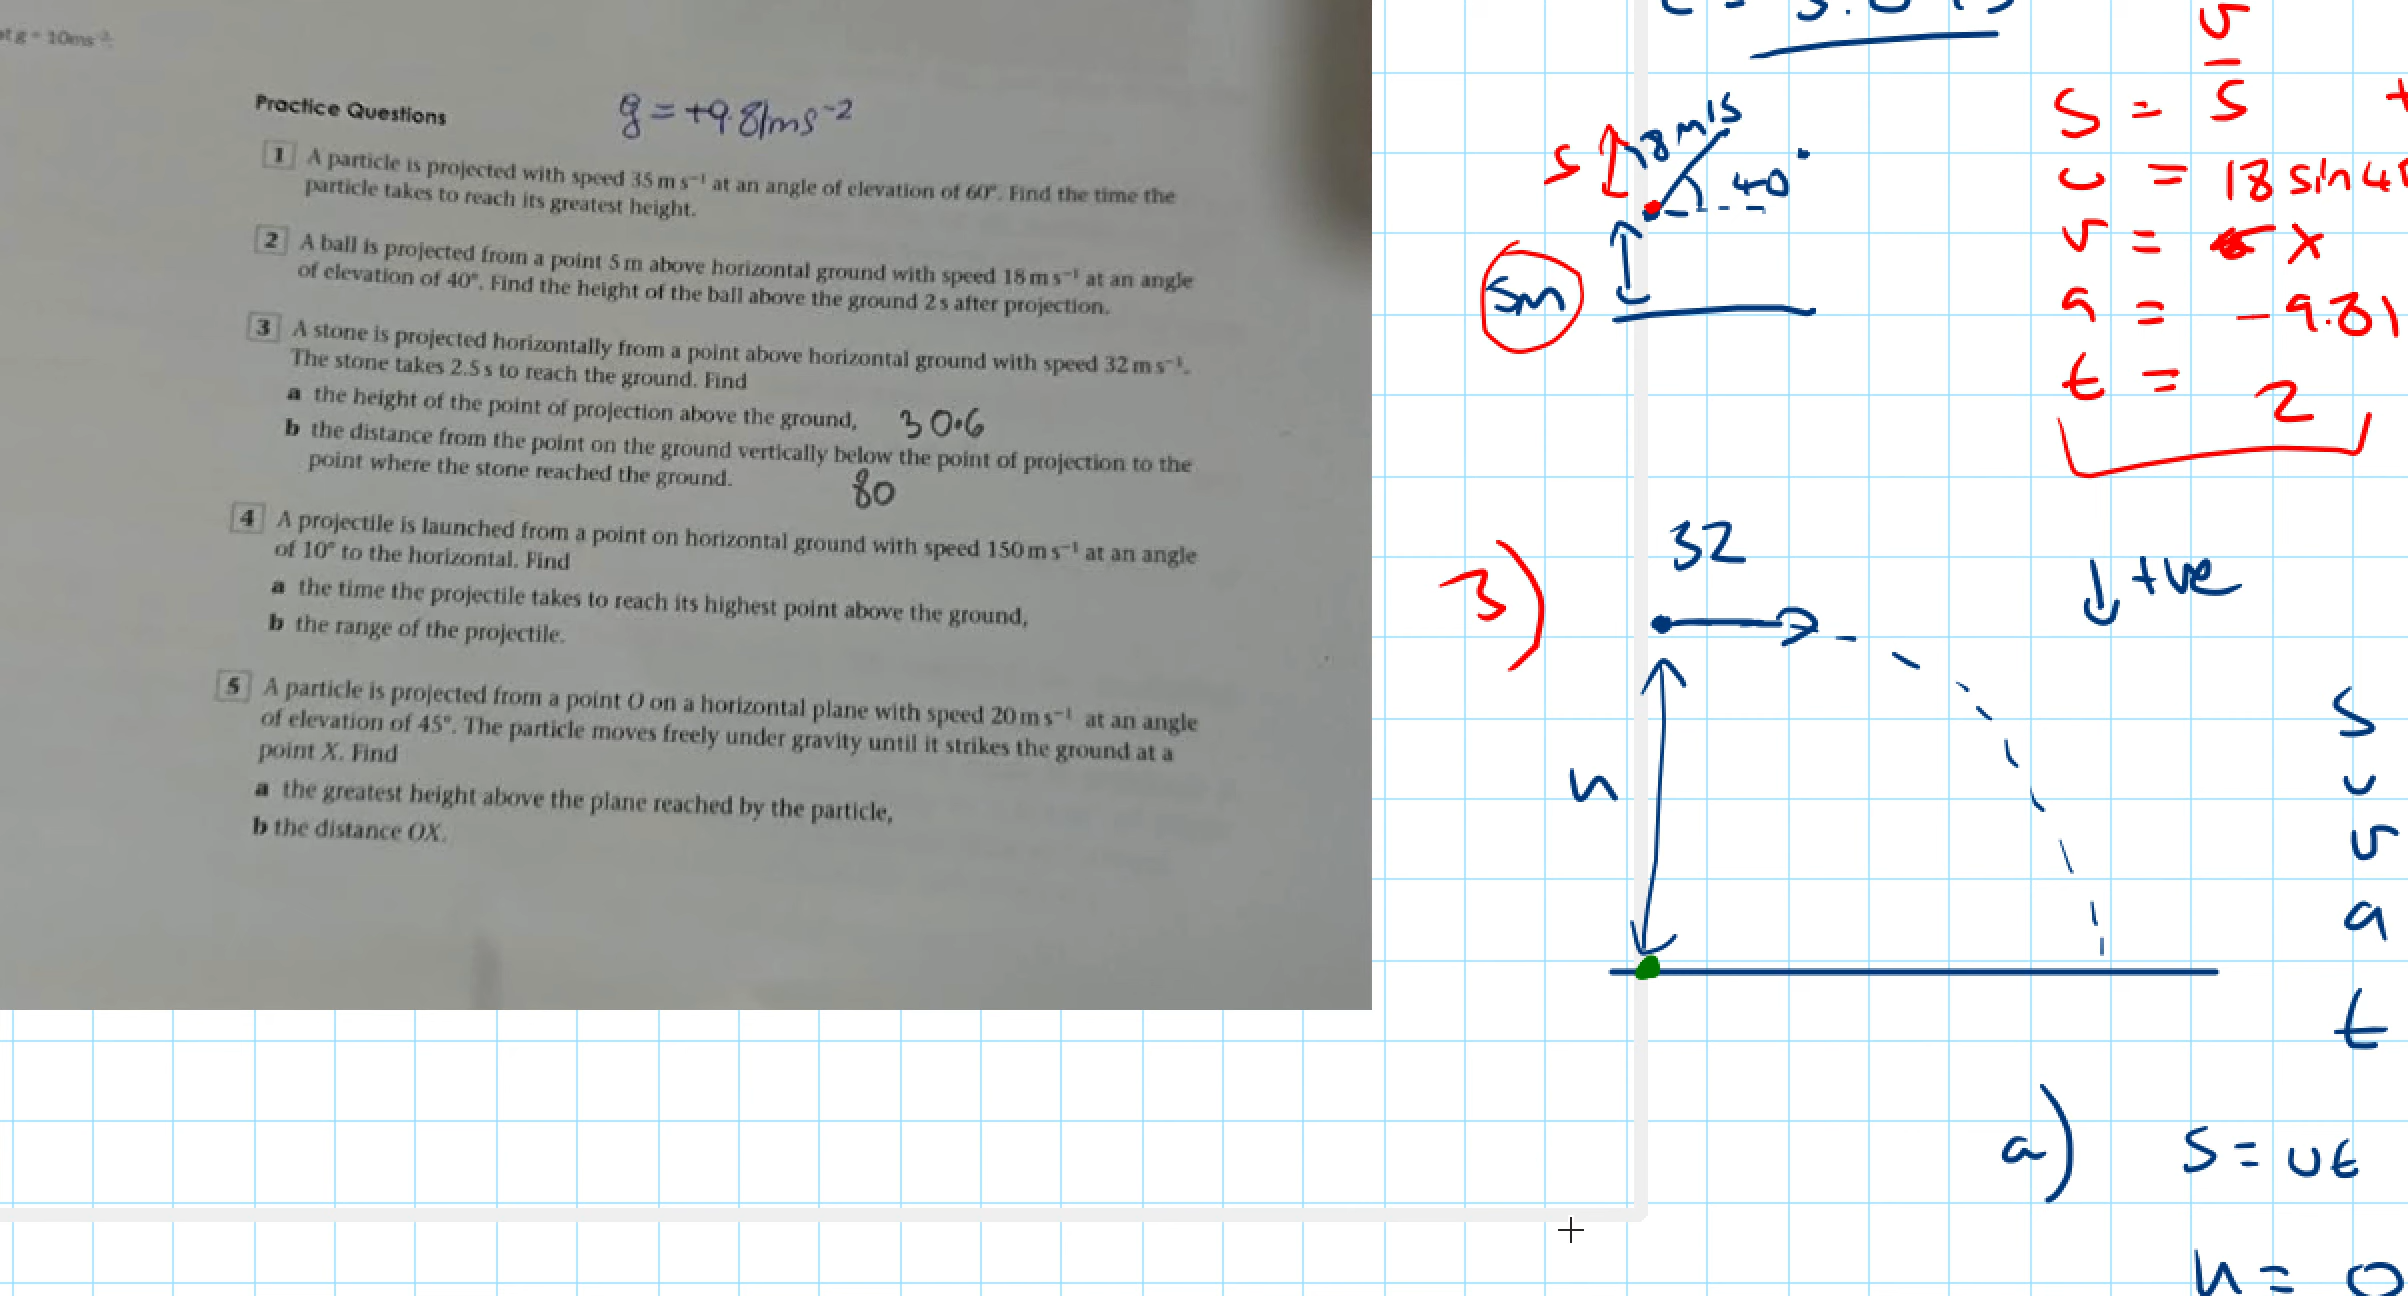 g = 10ms⁻²
Practice Questions
g = +9.81ms⁻²
1 A particle is projected with speed 35 m s⁻¹ at an angle of elevation of 60°. Find the time the
particle takes to reach its greatest height.
2 A ball is projected from a point 5 m above horizontal ground with speed 18 m s⁻¹ at an angle
of elevation of 40°. Find the height of the ball above the ground 2 s after projection.
3 A stone is projected horizontally from a point above horizontal ground with speed 32 m s⁻¹.
The stone takes 2.5 s to reach the ground. Find
a the height of the point of projection above the ground,
30.6
b the distance from the point on the ground vertically below the point of projection to the
point where the stone reached the ground.
80
4 A projectile is launched from a point on horizontal ground with speed 150 m s⁻¹ at an angle
of 10° to the horizontal. Find
a the time the projectile takes to reach its highest point above the ground,
b the range of the projectile.
5 A particle is projected from a point O on a horizontal plane with speed 20 m s⁻¹ at an angle
of elevation of 45°. The particle moves freely under gravity until it strikes the ground at a
point X. Find
a the greatest height above the plane reached by the particle,
b the distance OX.
s
18 m/s
40°
5m
s = s
u = 18 sin 40
v = x
a = -9.81
t = 2
3)
32
↓ +ve
h
s
u
v
a
t
a) s = ut
h = 0